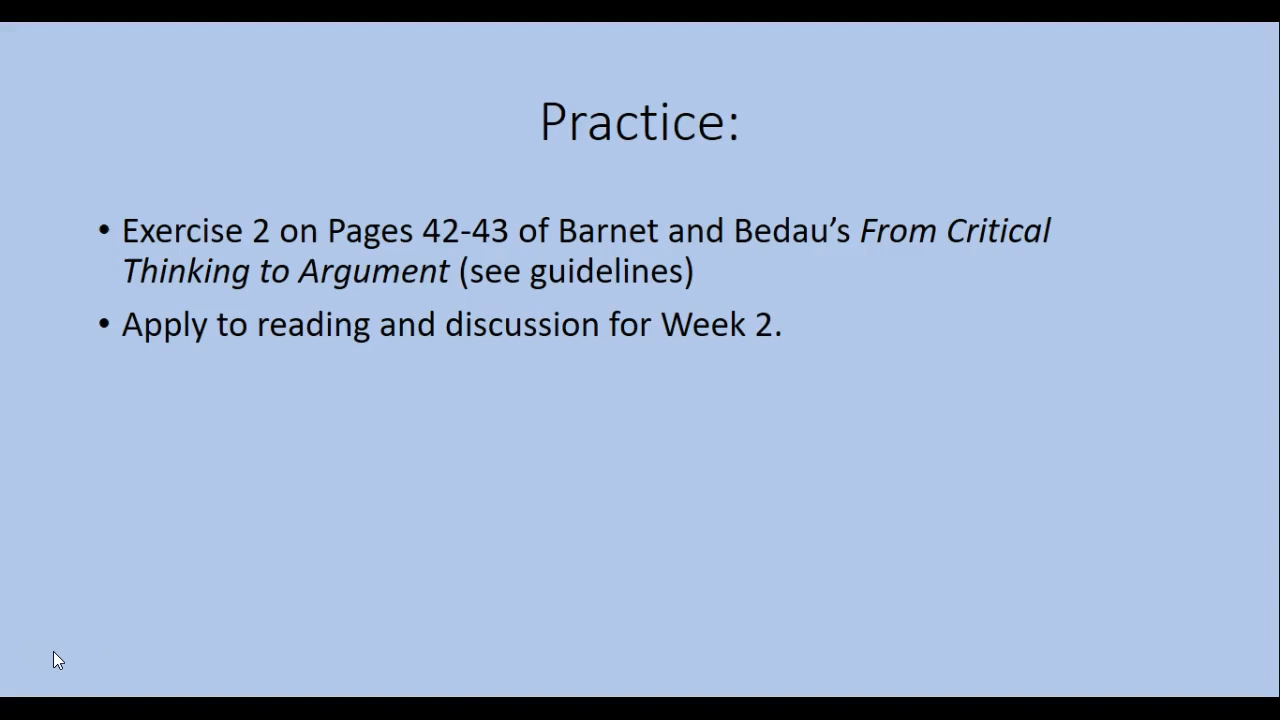 Practice:
• Exercise 2 on Pages 42-43 of Barnet and Bedau’s From Critical
Thinking to Argument (see guidelines)
• Apply to reading and discussion for Week 2.